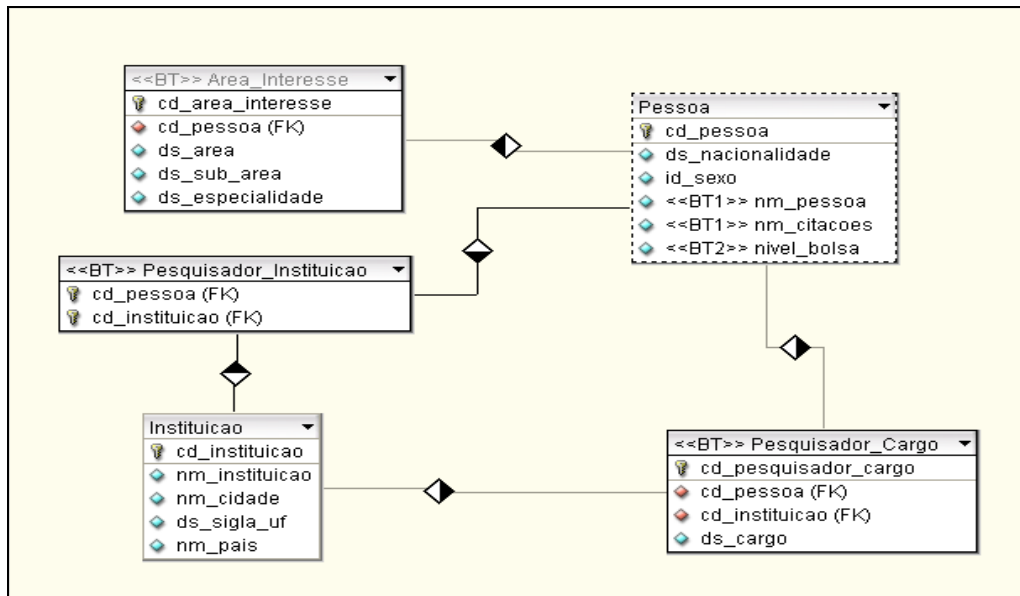 <<BT>> Area_Interesse
cd_area_interesse
cd_pessoa (FK)
ds_area
ds_sub_area
ds_especialidade
Pessoa
cd_pessoa
ds_nacionalidade
id_sexo
<<BT1>> nm_pessoa
<<BT1>> nm_citacoes
<<BT2>> nivel_bolsa
<<BT>> Pesquisador_Instituicao
cd_pessoa (FK)
cd_instituicao (FK)
Instituicao
cd_instituicao
nm_instituicao
nm_cidade
ds_sigla_uf
nm_pais
<<BT>> Pesquisador_Cargo
cd_pesquisador_cargo
cd_pessoa (FK)
cd_instituicao (FK)
ds_cargo